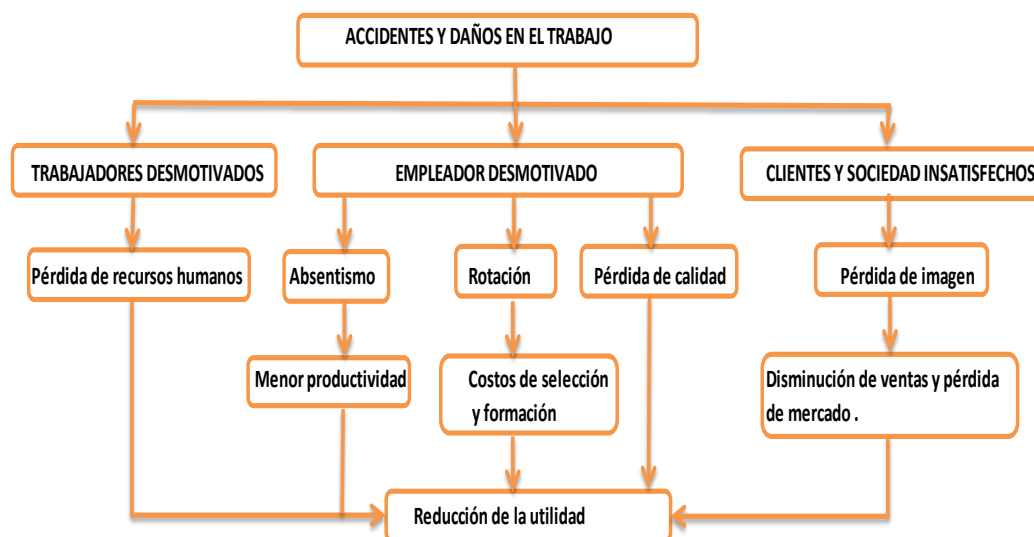 ACCIDENTES Y DAÑOS EN EL TRABAJO
TRABAJADORES DESMOTIVADOS
EMPLEADOR DESMOTIVADO
CLIENTES Y SOCIEDAD INSATISFECHOS
Pérdida de recursos humanos
Absentismo
Rotación
Pérdida de calidad
Pérdida de imagen
Menor productividad
Costos de selección
y formación
Disminución de ventas y pérdida
de mercado .
Reducción de la utilidad